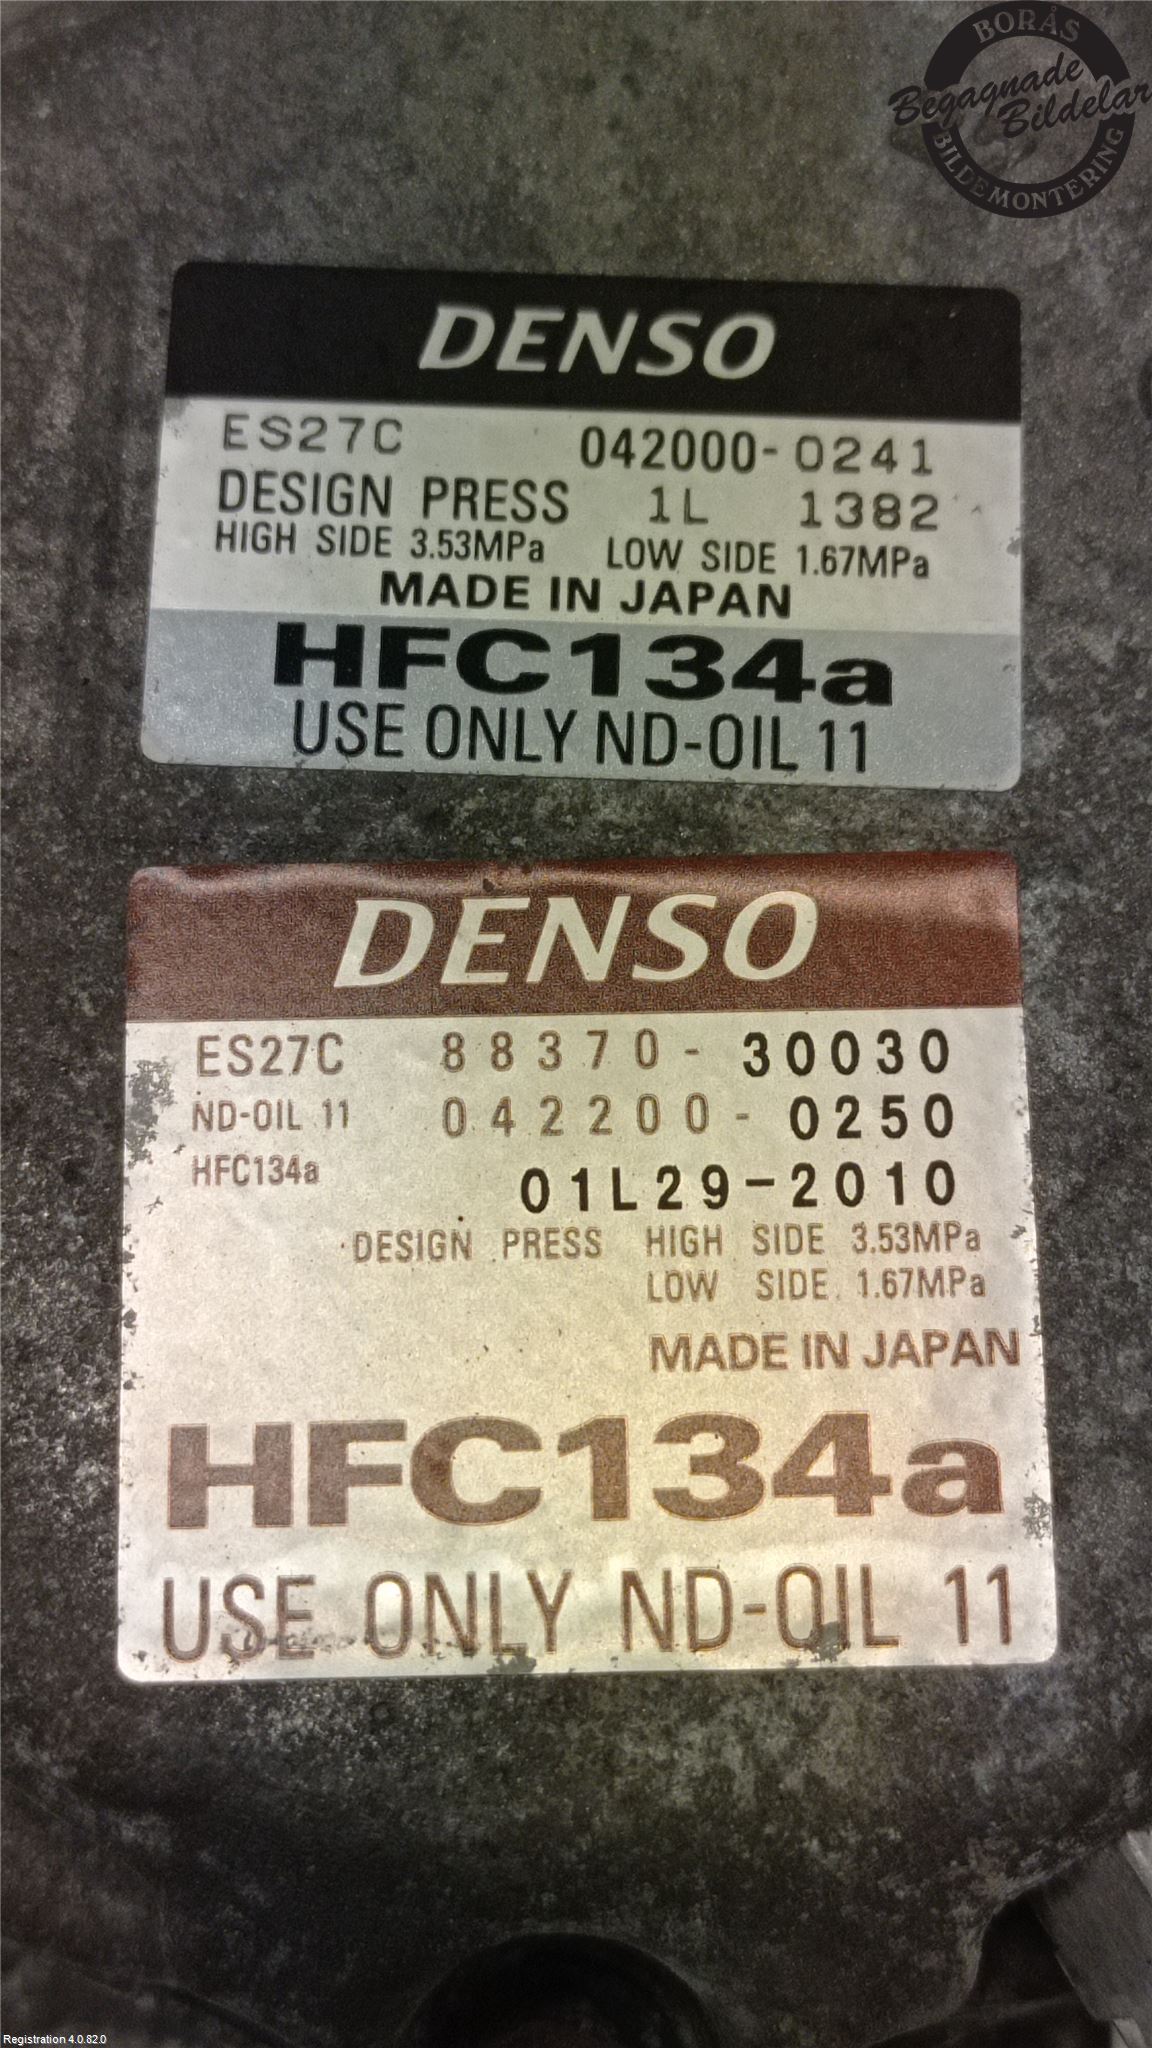 BORÅS
Begagnade
Bildelar
BILDEMONTERING
DENSO
ES27C 042000-0241
DESIGN PRESS 1L 1382
HIGH SIDE 3.53MPa LOW SIDE 1.67MPa
MADE IN JAPAN
HFC134a
USE ONLY ND-OIL 11
DENSO
ES27C 88370-30030
ND-OIL 11 042200-0250
HFC134a 01L29-2010
DESIGN PRESS HIGH SIDE 3.53MPa
LOW SIDE 1.67MPa
MADE IN JAPAN
HFC134a
USE ONLY ND-OIL 11
Registration 4.0.82.0